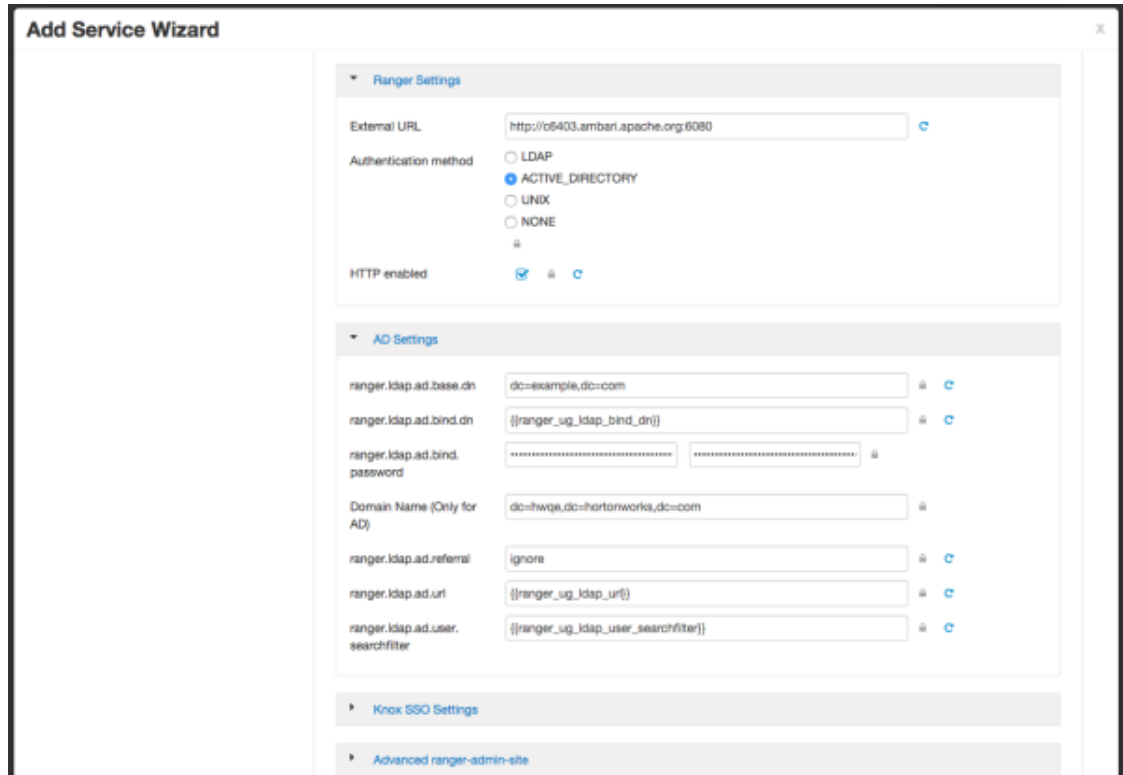 Add Service Wizard
x
Ranger Settings
External URL
http://c6403.ambari.apache.org:6080
Authentication method
LDAP
ACTIVE_DIRECTORY
UNIX
NONE
HTTP enabled
AD Settings
ranger.ldap.ad.base.dn
dc=example,dc=com
ranger.ldap.ad.bind.dn
{{ranger_ug_ldap_bind_dn}}
ranger.ldap.ad.bind.
password
Domain Name (Only for
AD)
dc=hwqe,dc=hortonworks,dc=com
ranger.ldap.ad.referral
ignore
ranger.ldap.ad.url
{{ranger_ug_ldap_url}}
ranger.ldap.ad.user.
searchfilter
{{ranger_ug_ldap_user_searchfilter}}
Knox SSO Settings
Advanced ranger-admin-site